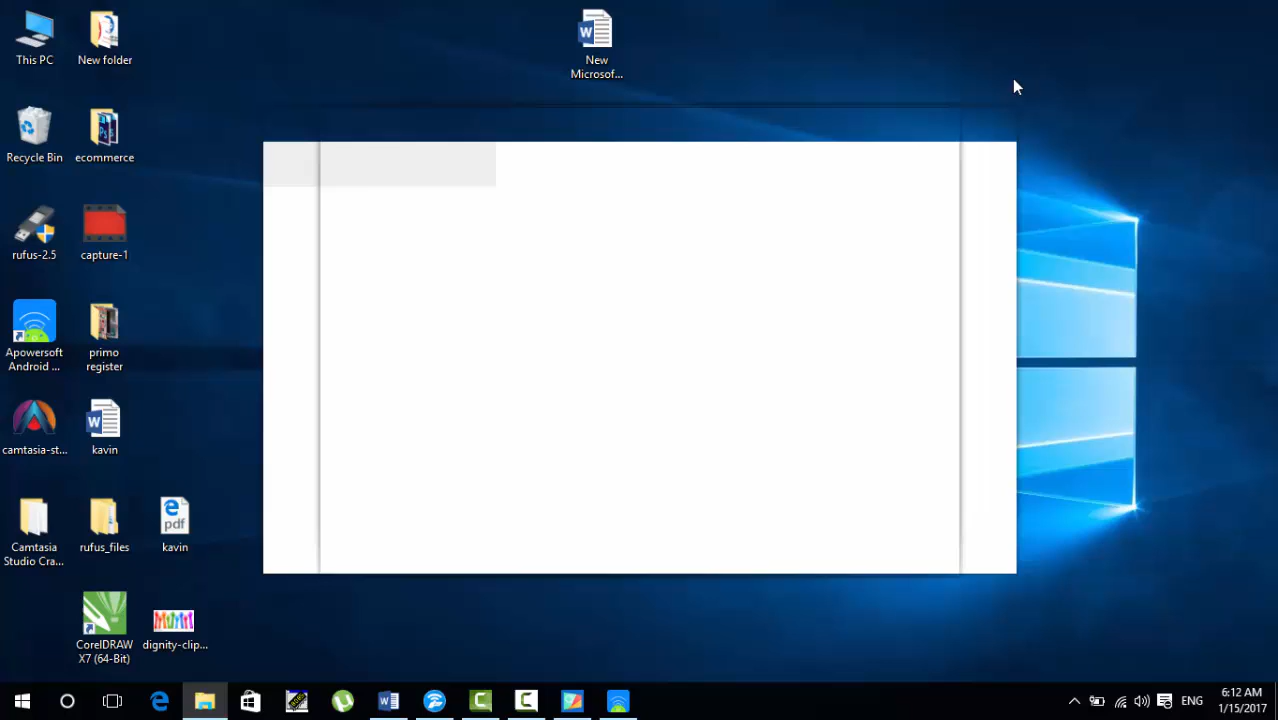 This PC
New folder
New
Microsof...
Recycle Bin
ecommerce
rufus-2.5
capture-1
Apowersoft
Android ...
primo
register
camtasia-st...
kavin
Camtasia
Studio Cra...
rufus_files
kavin
pdf
CorelDRAW
X7 (64-Bit)
dignity-clip...
ENG
6:12 AM
1/15/2017